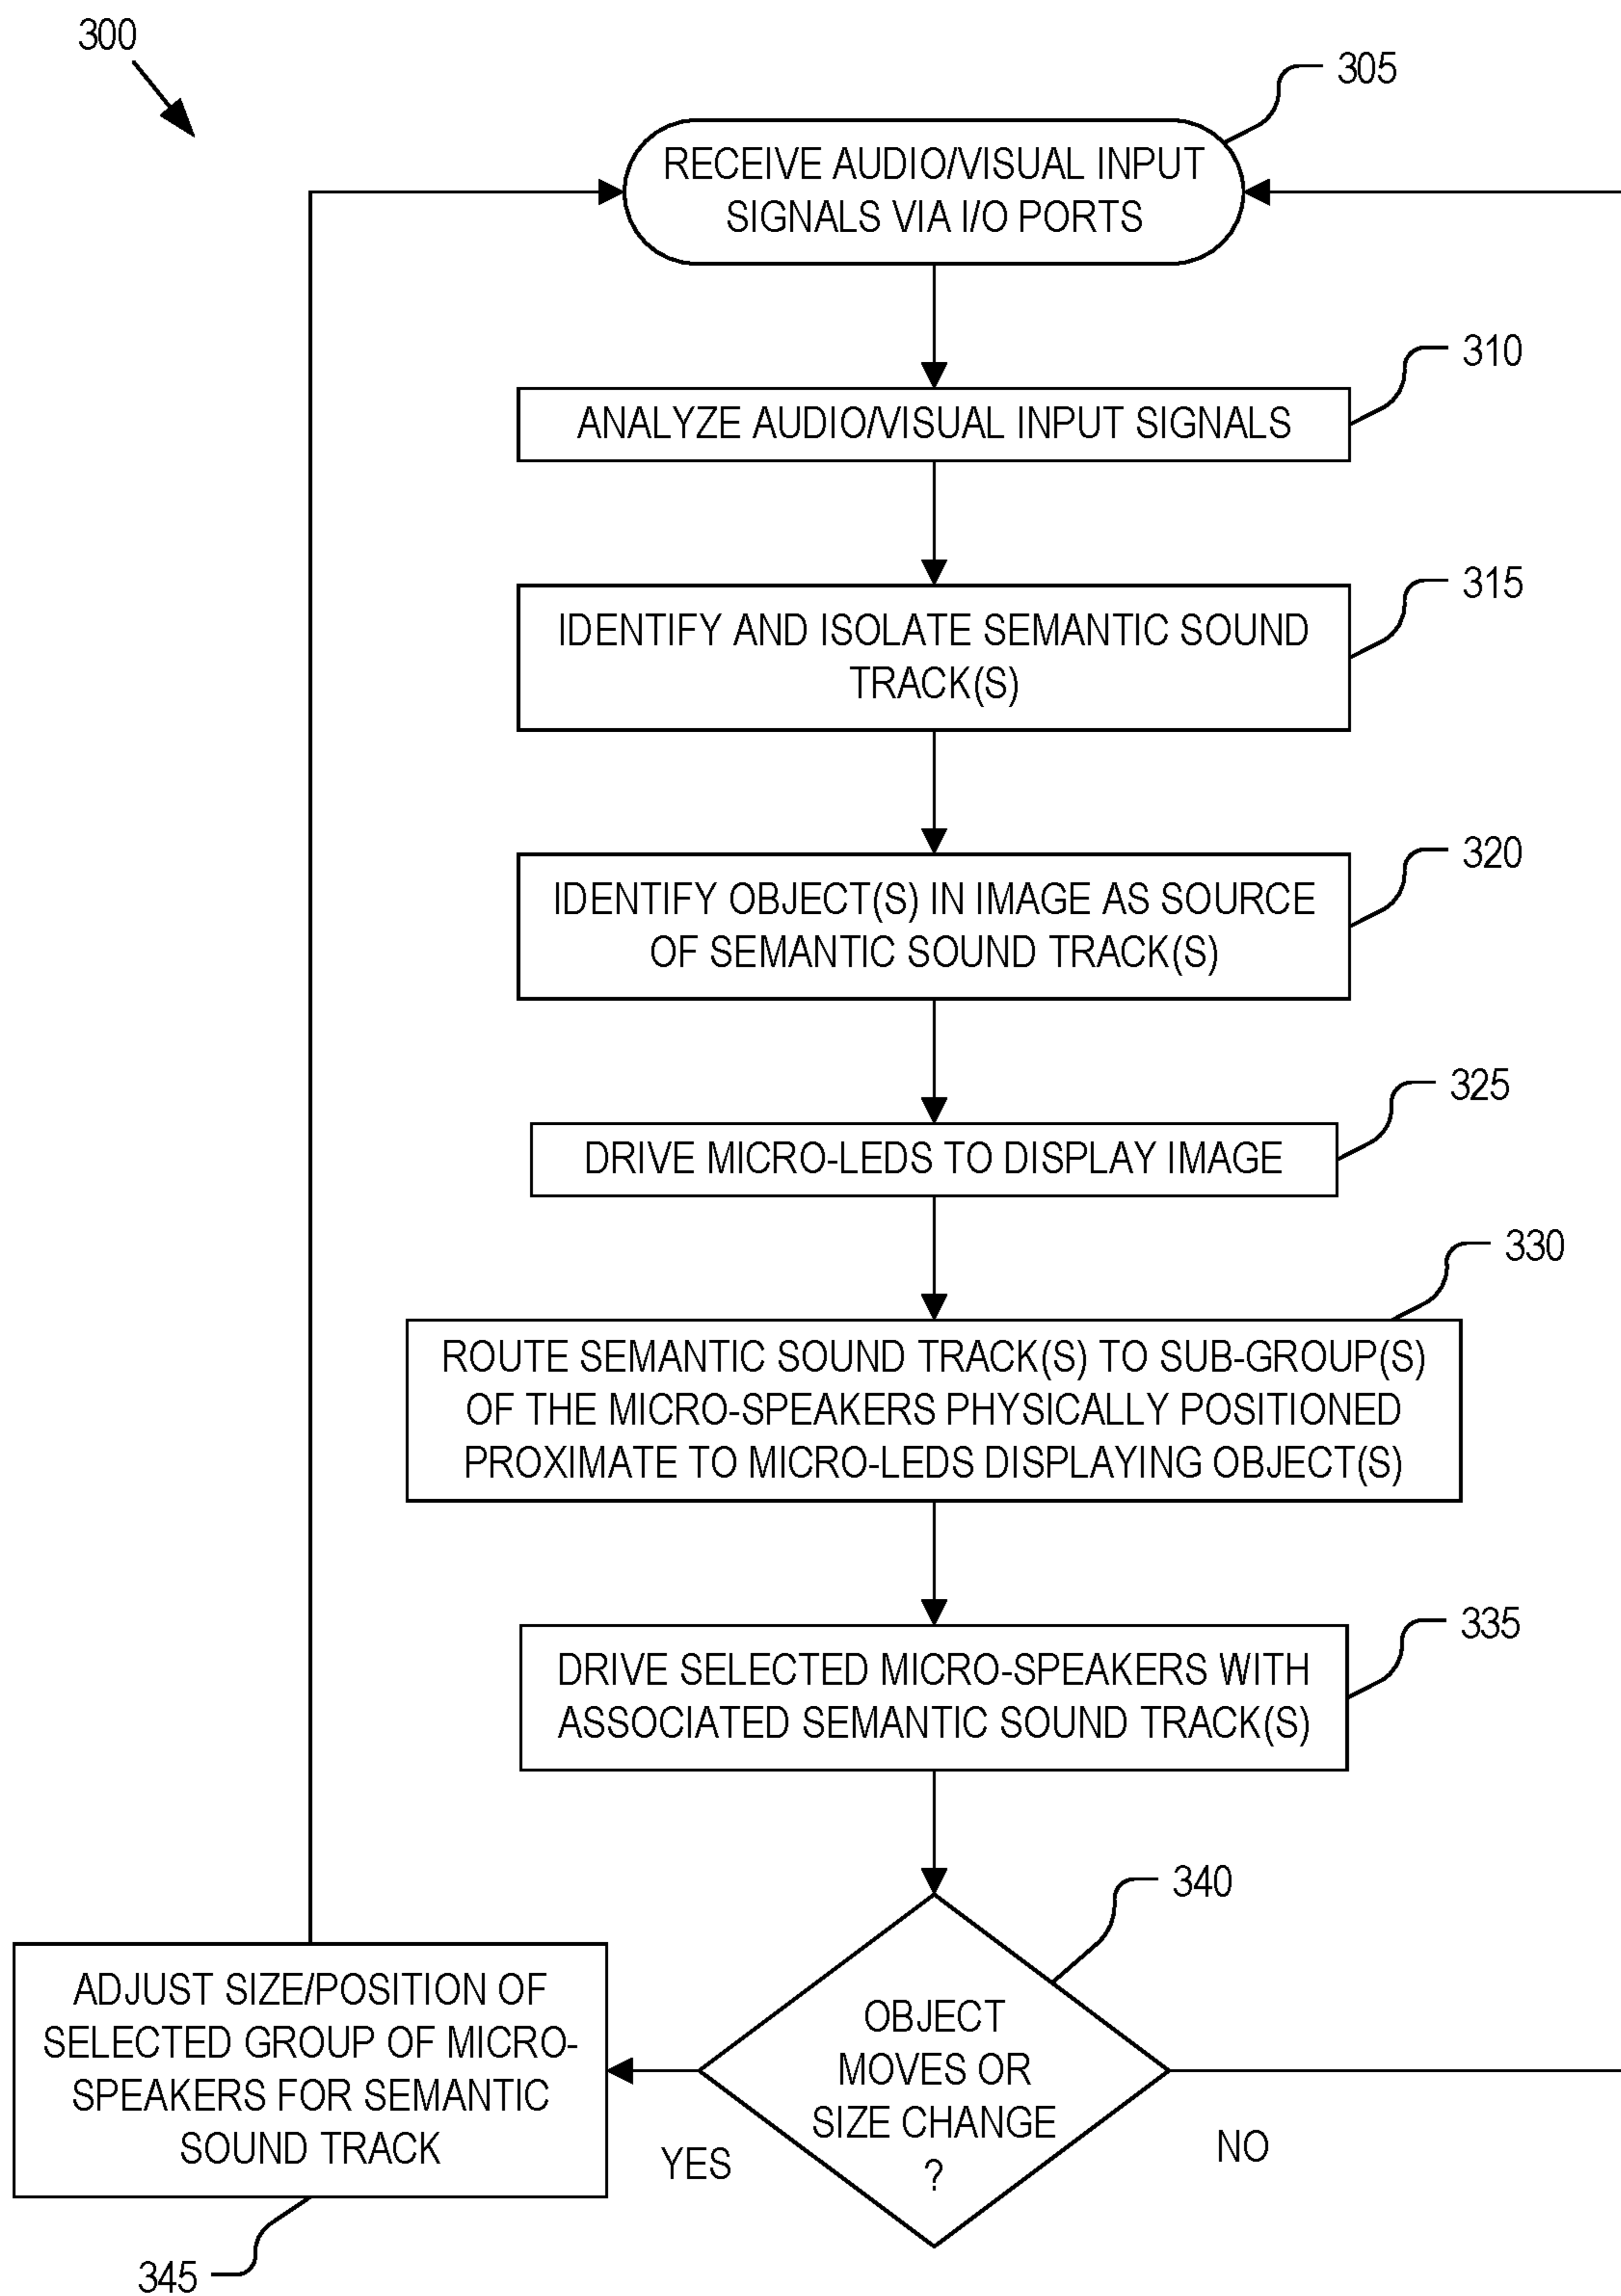 300
305
RECEIVE AUDIO/VISUAL INPUT
SIGNALS VIA I/O PORTS
310
ANALYZE AUDIO/VISUAL INPUT SIGNALS
315
IDENTIFY AND ISOLATE SEMANTIC SOUND
TRACK(S)
320
IDENTIFY OBJECT(S) IN IMAGE AS SOURCE
OF SEMANTIC SOUND TRACK(S)
325
DRIVE MICRO-LEDS TO DISPLAY IMAGE
330
ROUTE SEMANTIC SOUND TRACK(S) TO SUB-GROUP(S)
OF THE MICRO-SPEAKERS PHYSICALLY POSITIONED
PROXIMATE TO MICRO-LEDS DISPLAYING OBJECT(S)
335
DRIVE SELECTED MICRO-SPEAKERS WITH
ASSOCIATED SEMANTIC SOUND TRACK(S)
340
OBJECT
MOVES OR
SIZE CHANGE
?
YES
NO
ADJUST SIZE/POSITION OF
SELECTED GROUP OF MICRO-
SPEAKERS FOR SEMANTIC
SOUND TRACK
345